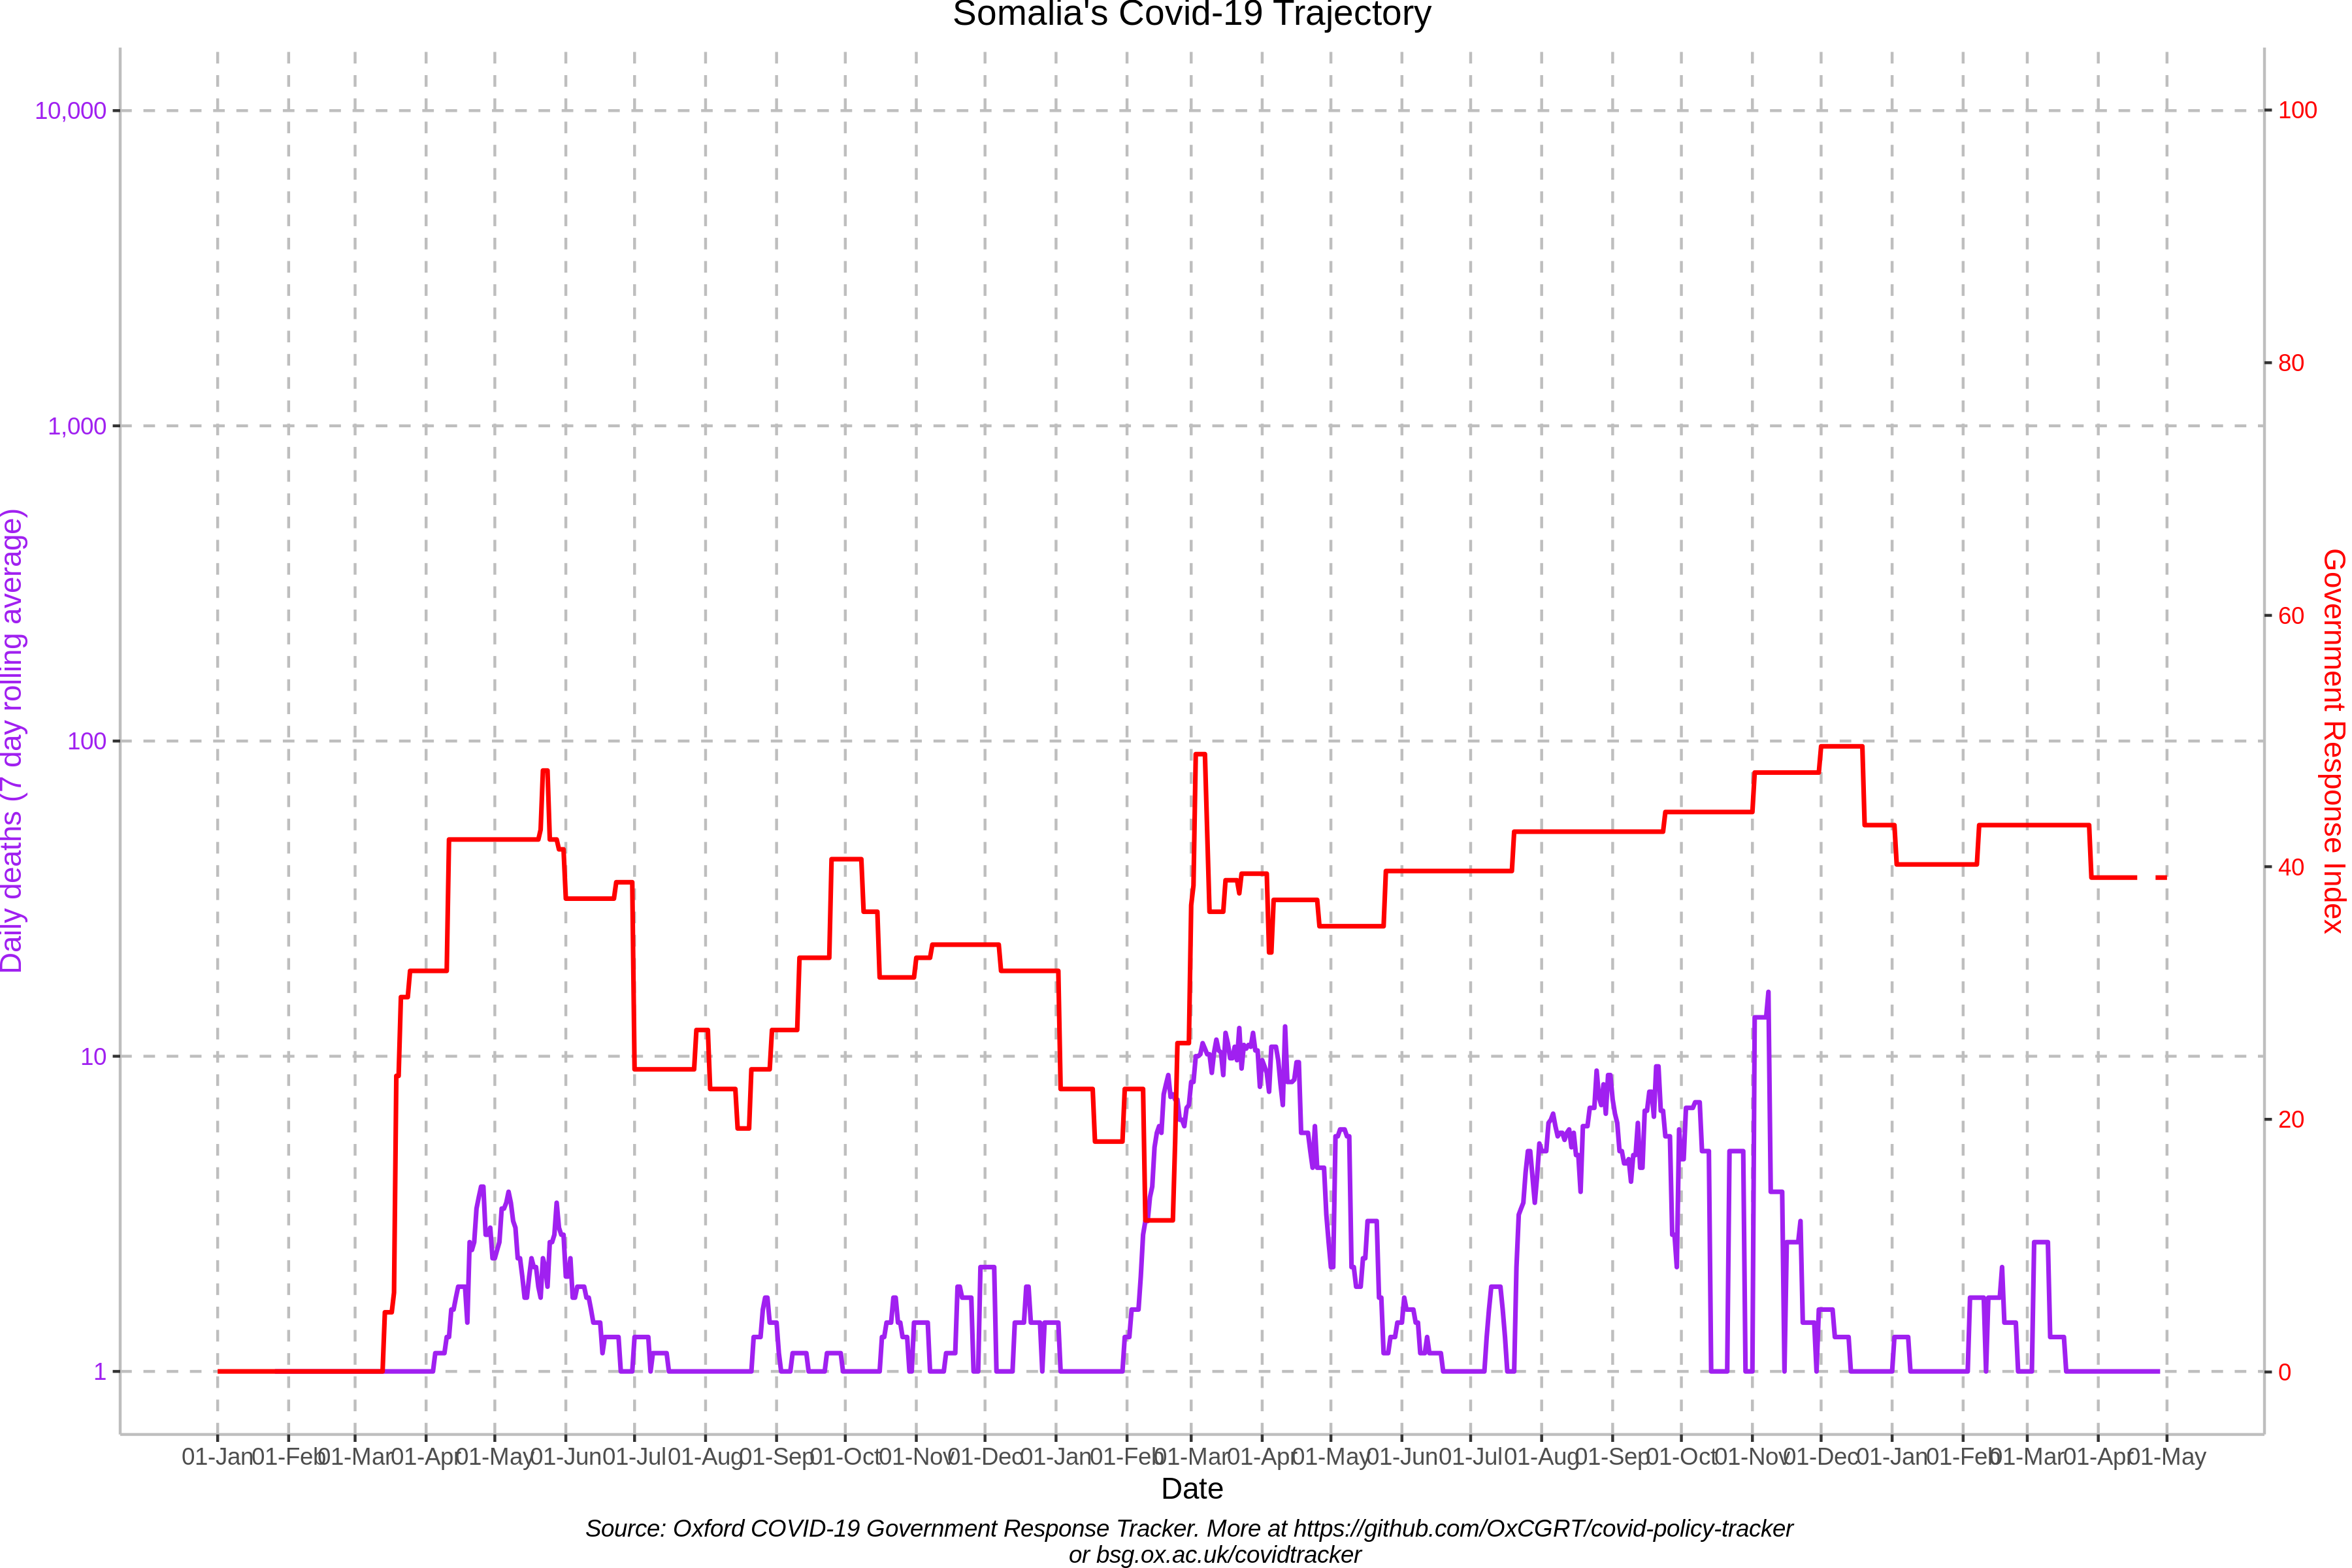 Somalia's Covid-19 Trajectory
10,000
1,000
100
10
1
Daily deaths (7 day rolling average)
100
80
60
40
20
0
Government Response Index
01-Jan 01-Feb 01-Mar 01-Apr 01-May 01-Jun 01-Jul 01-Aug 01-Sep 01-Oct 01-Nov 01-Dec 01-Jan 01-Feb 01-Mar 01-Apr 01-May 01-Jun 01-Jul 01-Aug 01-Sep 01-Oct 01-Nov 01-Dec 01-Jan 01-Feb 01-Mar 01-Apr 01-May
Date
Source: Oxford COVID-19 Government Response Tracker. More at https://github.com/OxCGRT/covid-policy-tracker
or bsg.ox.ac.uk/covidtracker